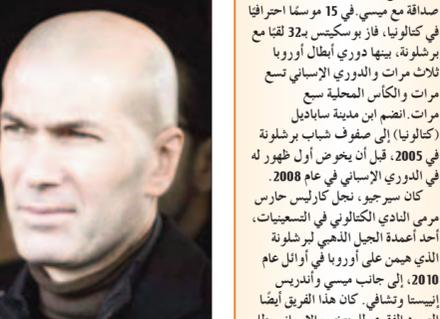 صداقة مع ميسي.في 15 موسمًا احترافيًا
في كتالونيا، فاز بوسكيتس بـ32 لقبًا مع
برشلونة، بينها دوري أبطال أوروبا
ثلاث مرات والدوري الإسباني تسع
مرات والكأس المحلية سبع
مرات.انضم ابن مدينة ساباديل
(كتالونيا) إلى صفوف شباب برشلونة
في 2005، قبل أن يخوض أول ظهور له
في الدوري الإسباني في عام 2008.
كان سيرجيو، نجل كارليس حارس
مرمى النادي الكتالوني في التسعينيات،
أحد أعمدة الجيل الذهبي لبرشلونة
الذي هيمن على أوروبا في أوائل عام
2010، إلى جانب ميسي وأندريس
إنييستا وتشافي. كان هذا الفريق أيضًا